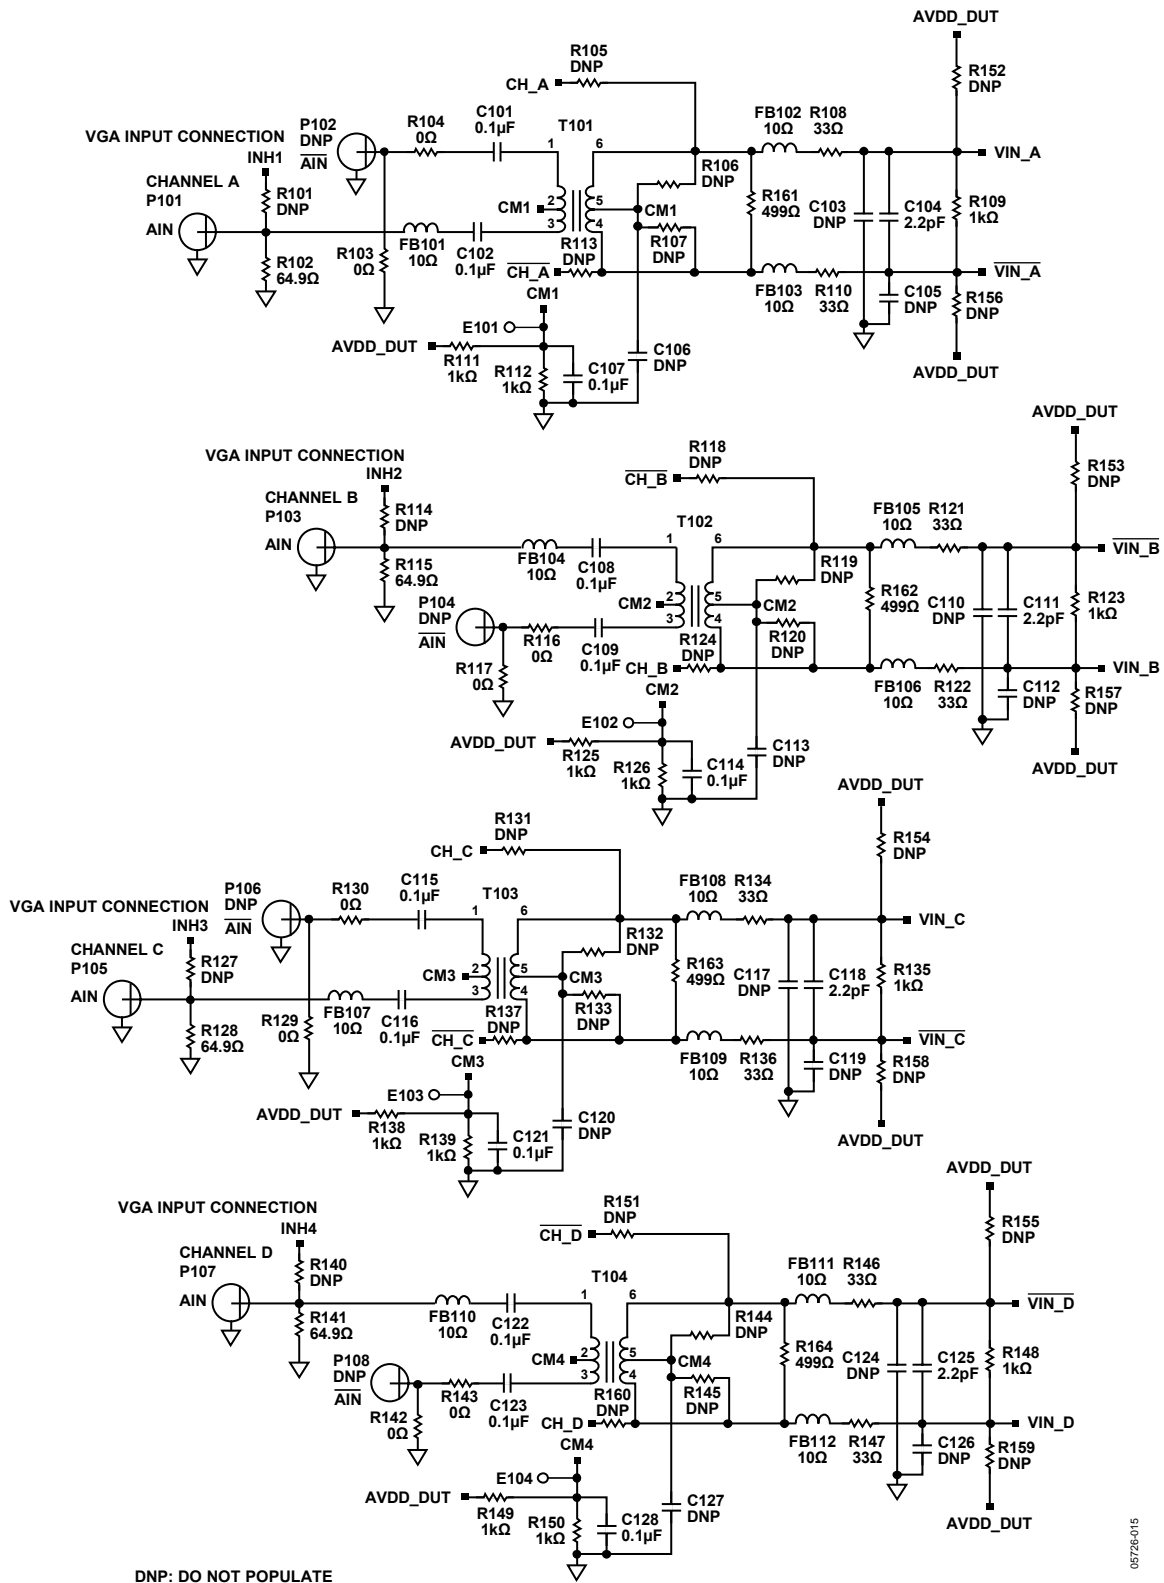 AVDD_DUT
R105
DNP
CH_A
R152
DNP
VGA INPUT CONNECTION
INH1
P102
DNP
AIN
R104
0Ω
C101
0.1µF
T101
1
2
3
6
5
4
FB102
10Ω
R108
33Ω
VIN_A
CHANNEL A
P101
AIN
R101
DNP
R102
64.9Ω
R103
0Ω
FB101
10Ω
C102
0.1µF
CM1
CM1
R106
DNP
R107
DNP
R113
DNP
CH_A
R161
499Ω
C103
DNP
C104
2.2pF
R109
1kΩ
VIN_A
FB103
10Ω
R110
33Ω
C105
DNP
R156
DNP
AVDD_DUT
CM1
E101
AVDD_DUT
R111
1kΩ
R112
1kΩ
C107
0.1µF
C106
DNP
AVDD_DUT
R118
DNP
CH_B
R153
DNP
VGA INPUT CONNECTION
INH2
CHANNEL B
P103
AIN
R114
DNP
R115
64.9Ω
FB104
10Ω
C108
0.1µF
T102
1
2
3
6
5
4
FB105
10Ω
R121
33Ω
VIN_B
P104
DNP
AIN
R116
0Ω
R117
0Ω
C109
0.1µF
CM2
CM2
R119
DNP
R120
DNP
R124
DNP
CH_B
R162
499Ω
C110
DNP
C111
2.2pF
R123
1kΩ
VIN_B
FB106
10Ω
R122
33Ω
C112
DNP
R157
DNP
AVDD_DUT
CM2
E102
AVDD_DUT
R125
1kΩ
R126
1kΩ
C114
0.1µF
C113
DNP
AVDD_DUT
R131
DNP
CH_C
R154
DNP
VGA INPUT CONNECTION
INH3
P106
DNP
AIN
R130
0Ω
C115
0.1µF
T103
1
2
3
6
5
4
FB108
10Ω
R134
33Ω
VIN_C
CHANNEL C
P105
AIN
R127
DNP
R128
64.9Ω
R129
0Ω
FB107
10Ω
C116
0.1µF
CM3
CM3
R132
DNP
R133
DNP
R137
DNP
CH_C
R163
499Ω
C117
DNP
C118
2.2pF
R135
1kΩ
VIN_C
FB109
10Ω
R136
33Ω
C119
DNP
R158
DNP
AVDD_DUT
CM3
E103
AVDD_DUT
R138
1kΩ
R139
1kΩ
C121
0.1µF
C120
DNP
AVDD_DUT
R151
DNP
CH_D
R155
DNP
VGA INPUT CONNECTION
INH4
CHANNEL D
P107
AIN
R140
DNP
R141
64.9Ω
FB110
10Ω
C122
0.1µF
T104
1
2
3
6
5
4
FB111
10Ω
R146
33Ω
VIN_D
P108
DNP
AIN
R143
0Ω
R142
0Ω
C123
0.1µF
CM4
CM4
R144
DNP
R145
DNP
R160
DNP
CH_D
R164
499Ω
C124
DNP
C125
2.2pF
R148
1kΩ
VIN_D
FB112
10Ω
R147
33Ω
C126
DNP
R159
DNP
AVDD_DUT
CM4
E104
AVDD_DUT
R149
1kΩ
R150
1kΩ
C128
0.1µF
C127
DNP
DNP: DO NOT POPULATE
05726-015